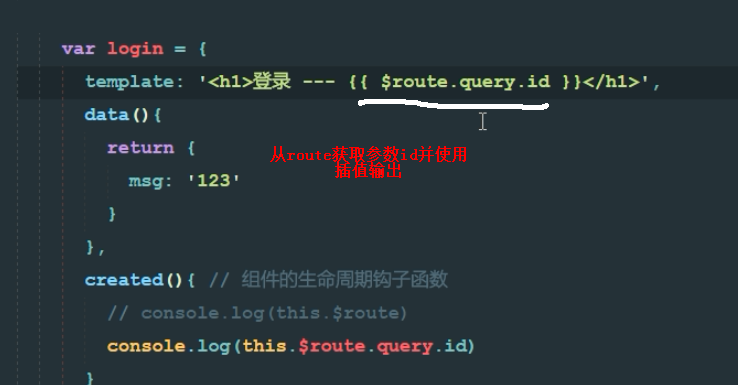 var login = {
template: '<h1>登录 --- {{ $route.query.id }}</h1>',
data(){
return {
从route获取参数id并使用
插值输出
msg: '123'
}
},
created(){ // 组件的生命周期钩子函数
// console.log(this.$route)
console.log(this.$route.query.id)
}